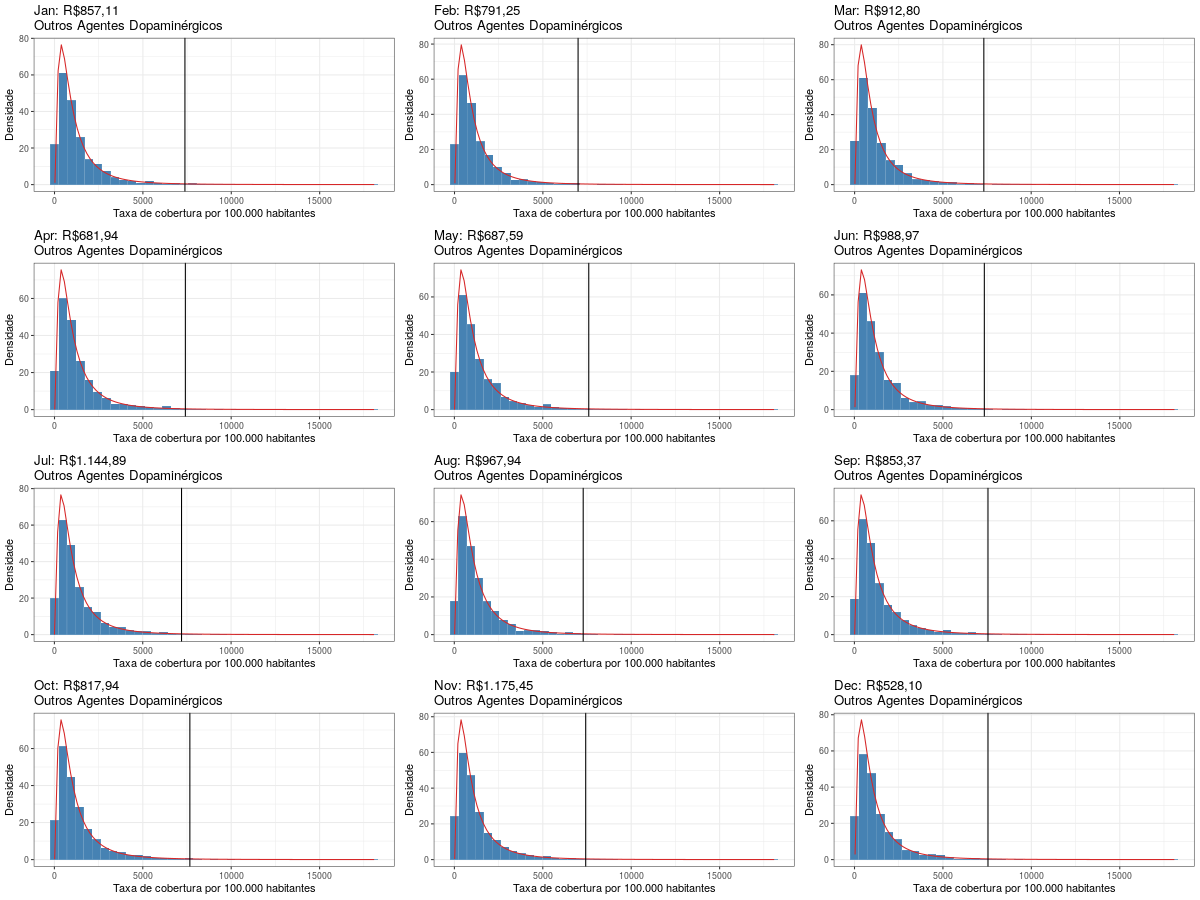 Jan: R$857,11
Outros Agentes Dopaminérgicos
80
60
40
20
0
Densidade
0 5000 10000 15000
Taxa de cobertura por 100.000 habitantes
Feb: R$791,25
Outros Agentes Dopaminérgicos
80
60
40
20
0
Densidade
0 5000 10000 15000
Taxa de cobertura por 100.000 habitantes
Mar: R$912,80
Outros Agentes Dopaminérgicos
80
60
40
20
0
Densidade
0 5000 10000 15000
Taxa de cobertura por 100.000 habitantes
Apr: R$681,94
Outros Agentes Dopaminérgicos
60
40
20
0
Densidade
0 5000 10000 15000
Taxa de cobertura por 100.000 habitantes
May: R$687,59
Outros Agentes Dopaminérgicos
60
40
20
0
Densidade
0 5000 10000 15000
Taxa de cobertura por 100.000 habitantes
Jun: R$988,97
Outros Agentes Dopaminérgicos
60
40
20
0
Densidade
0 5000 10000 15000
Taxa de cobertura por 100.000 habitantes
Jul: R$1.144,89
Outros Agentes Dopaminérgicos
80
60
40
20
0
Densidade
0 5000 10000 15000
Taxa de cobertura por 100.000 habitantes
Aug: R$967,94
Outros Agentes Dopaminérgicos
60
40
20
0
Densidade
0 5000 10000 15000
Taxa de cobertura por 100.000 habitantes
Sep: R$853,37
Outros Agentes Dopaminérgicos
60
40
20
0
Densidade
0 5000 10000 15000
Taxa de cobertura por 100.000 habitantes
Oct: R$817,94
Outros Agentes Dopaminérgicos
60
40
20
0
Densidade
0 5000 10000 15000
Taxa de cobertura por 100.000 habitantes
Nov: R$1.175,45
Outros Agentes Dopaminérgicos
80
60
40
20
0
Densidade
0 5000 10000 15000
Taxa de cobertura por 100.000 habitantes
Dec: R$528,10
Outros Agentes Dopaminérgicos
80
60
40
20
0
Densidade
0 5000 10000 15000
Taxa de cobertura por 100.000 habitantes